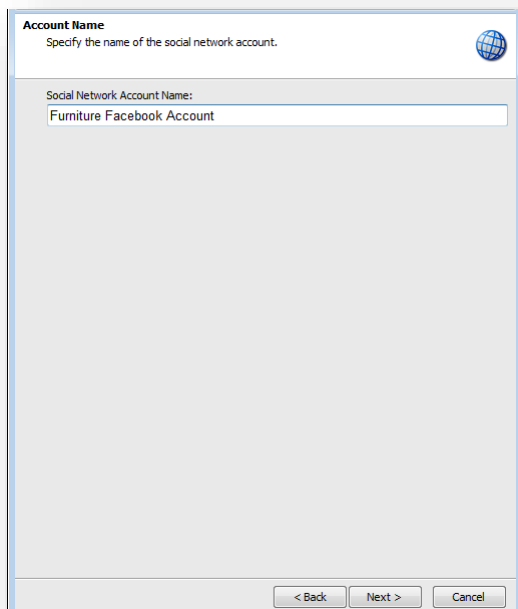 Account Name
Specify the name of the social network account.
Social Network Account Name:
Furniture Facebook Account
< Back Next > Cancel